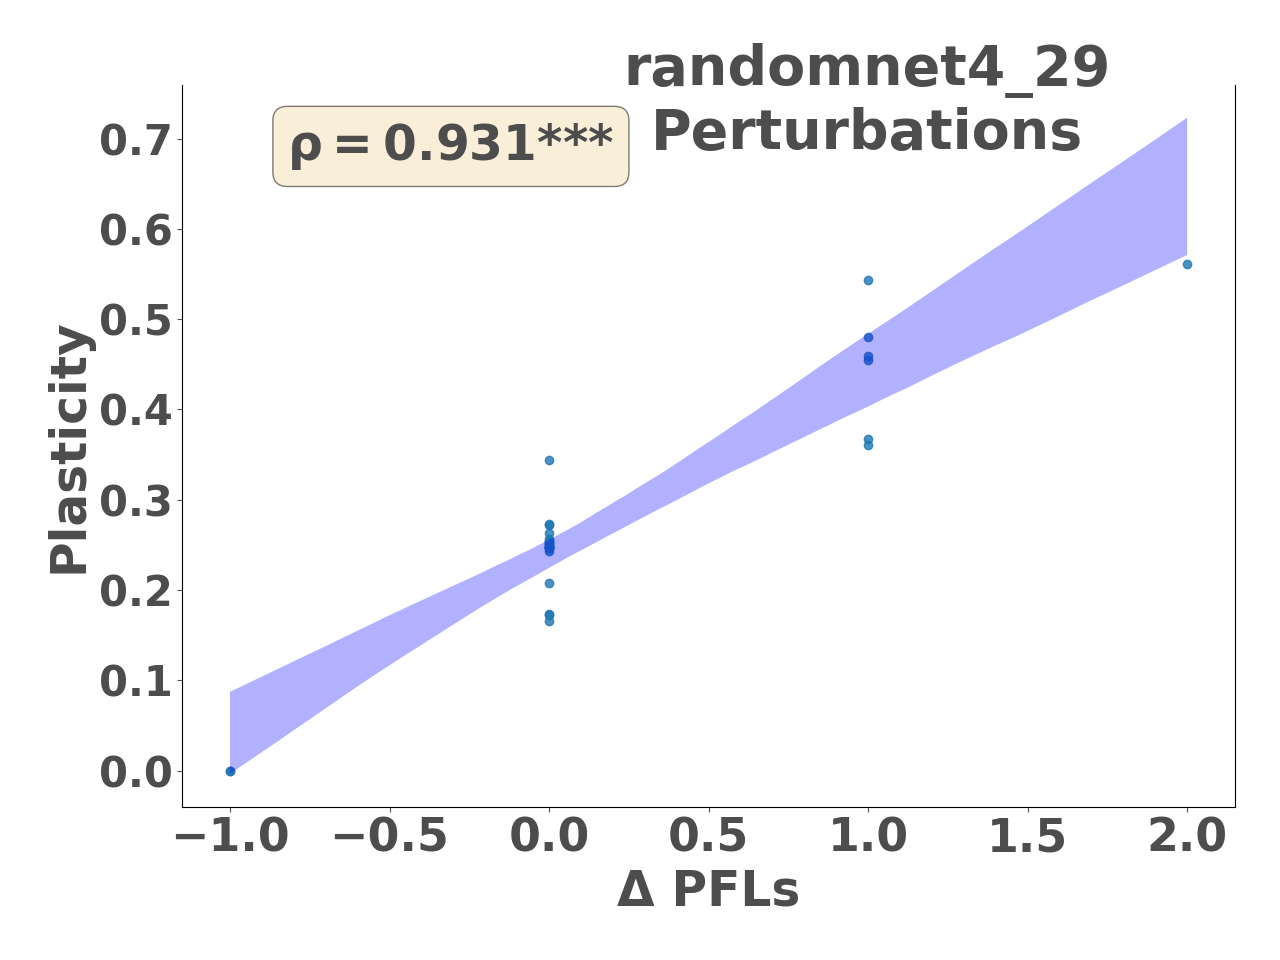 randomnet4_29
Perturbations
ρ = 0.931***
Plasticity
0.7
0.6
0.5
0.4
0.3
0.2
0.1
0.0
−1.0 −0.5 0.0 0.5 1.0 1.5 2.0
Δ PFLs